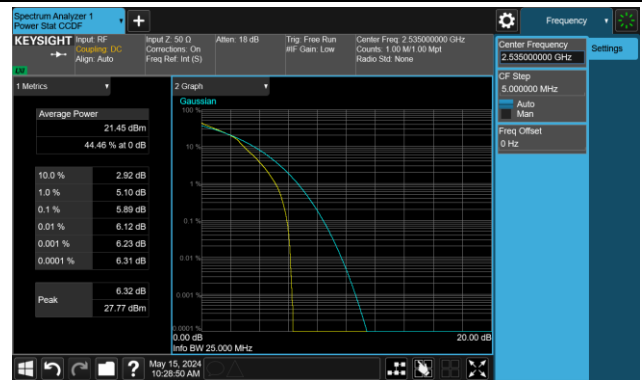 Spectrum Analyzer 1
Power Stat CCDF
Frequency
KEYSIGHT
Input: RF
Coupling: DC
Align: Auto
Input Z: 50 Ω
Corrections: On
Freq Ref: Int (S)
Atten: 18 dB
Trig: Free Run
#IF Gain: Low
Center Freq: 2.535000000 GHz
Counts: 1.00 M/1.00 Mpt
Radio Std: None
Center Frequency
2.535000000 GHz
Settings
CF Step
5.000000 MHz
Auto
Man
Freq Offset
0 Hz
1 Metrics
Average Power
21.45 dBm
44.46 % at 0 dB
10.0 % 2.92 dB
1.0 % 5.10 dB
0.1 % 5.89 dB
0.01 % 6.12 dB
0.001 % 6.23 dB
0.0001 % 6.31 dB
Peak 6.32 dB
27.77 dBm
2 Graph
Gaussian
100 %
10 %
1 %
0.1 %
0.01 %
0.001 %
0.0001 %
0.00 dB 20.00 dB
Info BW 25.000 MHz
?
May 15, 2024
10:28:50 AM